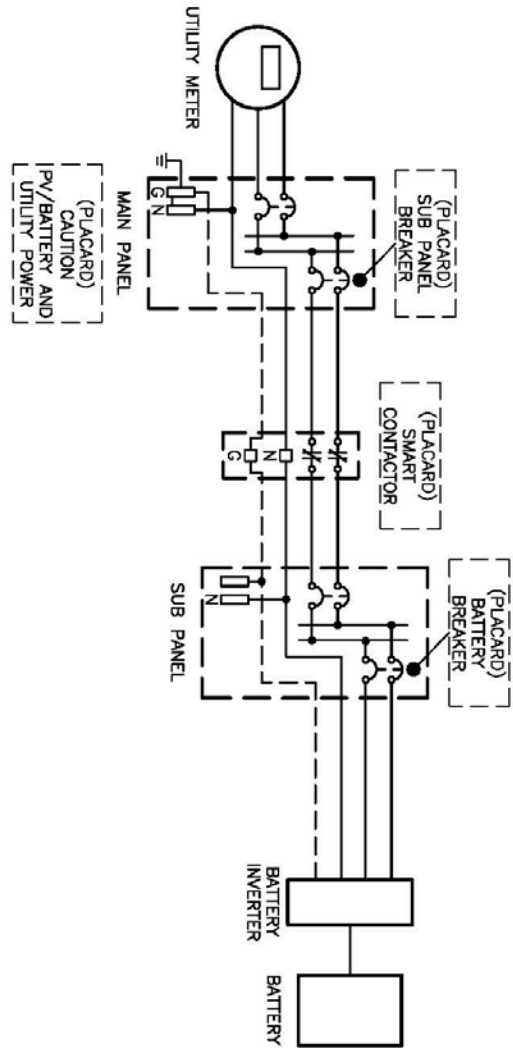 UTILITY METER
(PLACARD)
CAUTION
PV/BATTERY AND
UTILITY POWER
MAIN PANEL
G
N
(PLACARD)
SUB PANEL
BREAKER
(PLACARD)
SMART
CONTACTOR
N
G
SUB PANEL
N
(PLACARD)
BATTERY
BREAKER
BATTERY
INVERTER
BATTERY